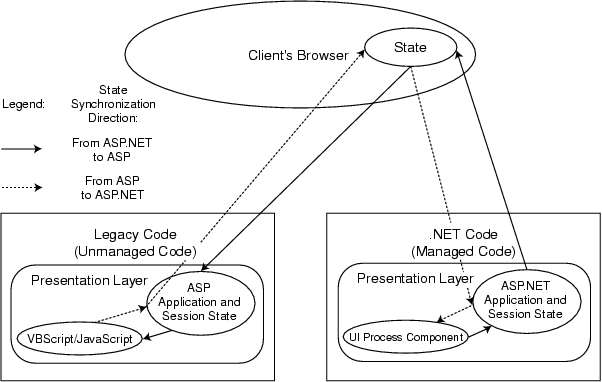 State
Client's Browser
Legend:
State
Synchronization
Direction:
From ASP.NET
to ASP
From ASP
to ASP.NET
Legacy Code
(Unmanaged Code)
Presentation Layer
ASP
Application and
Session State
VBScript/JavaScript
.NET Code
(Managed Code)
Presentation Layer
ASP.NET
Application and
Session State
UI Process Component